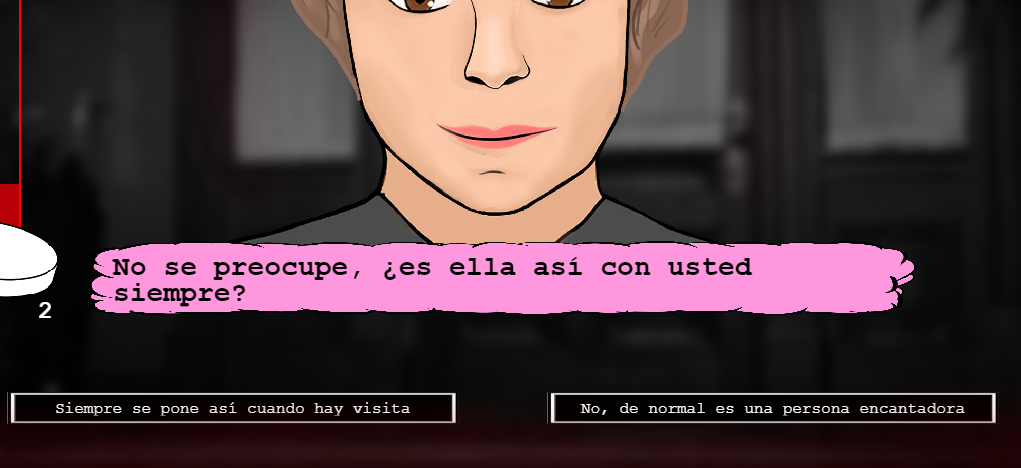 No se preocupe, ¿es ella así con usted
siempre?
2
Siempre se pone así cuando hay visita
No, de normal es una persona encantadora